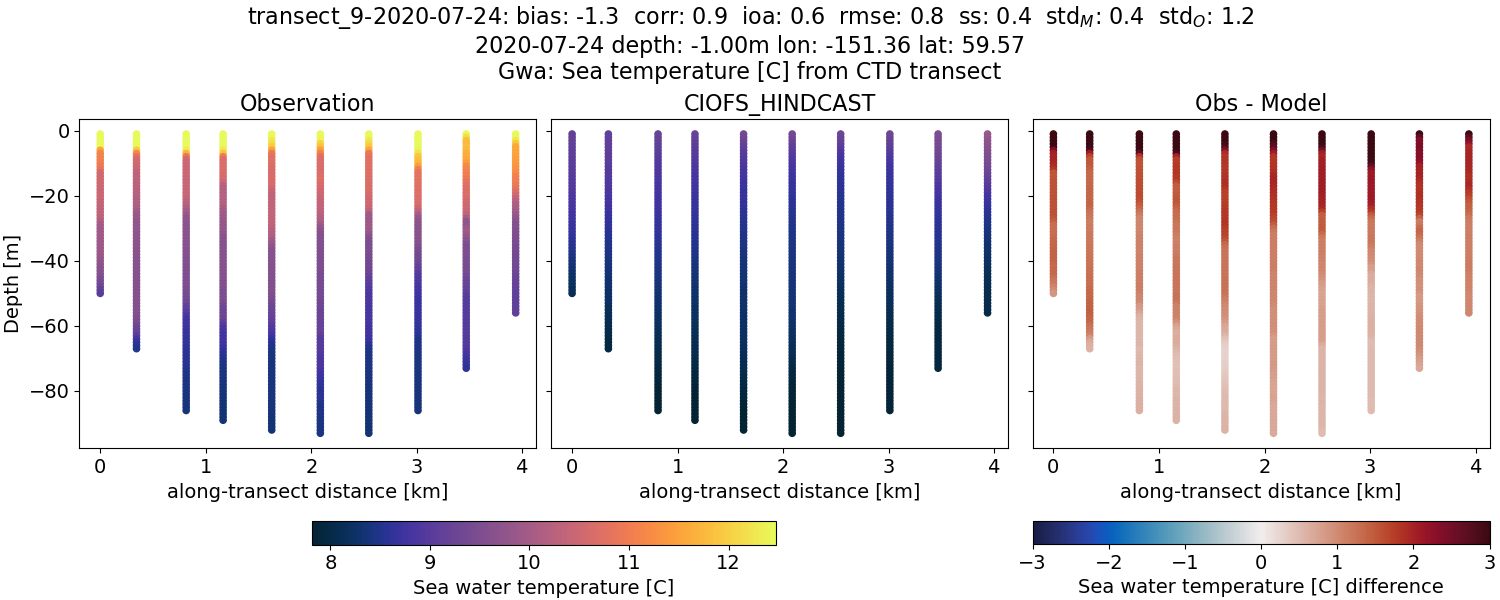 transect_9-2020-07-24: bias: -1.3  corr: 0.9  ioa: 0.6  rmse: 0.8  ss: 0.4  std_M: 0.4  std_O: 1.2
2020-07-24 depth: -1.00m lon: -151.36 lat: 59.57
Gwa: Sea temperature [C] from CTD transect
Observation
CIOFS_HINDCAST
Obs - Model
Depth [m]
0
−20
−40
−60
−80
0 1 2 3 4
0 1 2 3 4
0 1 2 3 4
along-transect distance [km]
along-transect distance [km]
along-transect distance [km]
8 9 10 11 12
Sea water temperature [C]
−3 −2 −1 0 1 2 3
Sea water temperature [C] difference